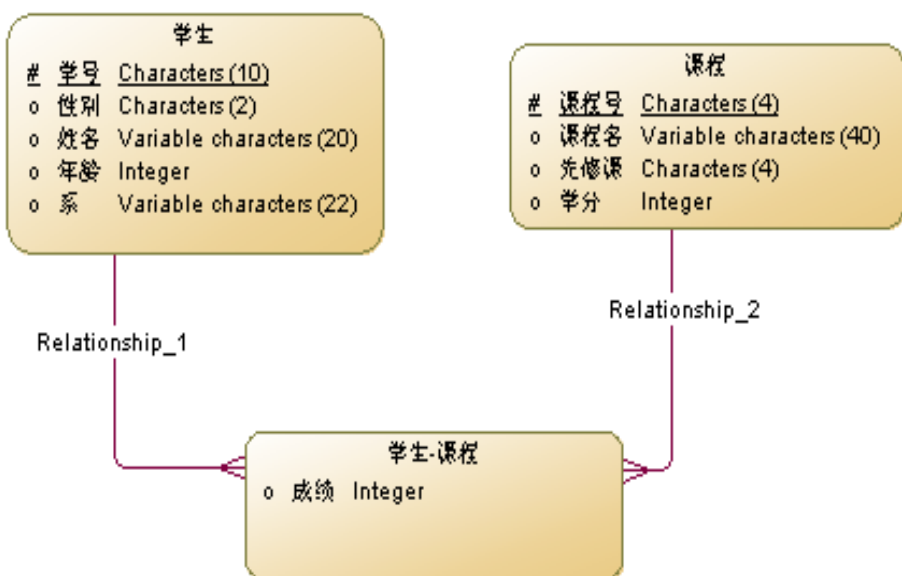 学生
# 学号 Characters (10)
o 性别 Characters (2)
o 姓名 Variable characters (20)
o 年龄 Integer
o 系 Variable characters (22)
课程
# 课程号 Characters (4)
o 课程名 Variable characters (40)
o 先修课 Characters (4)
o 学分 Integer
Relationship_1
Relationship_2
学生-课程
o 成绩 Integer